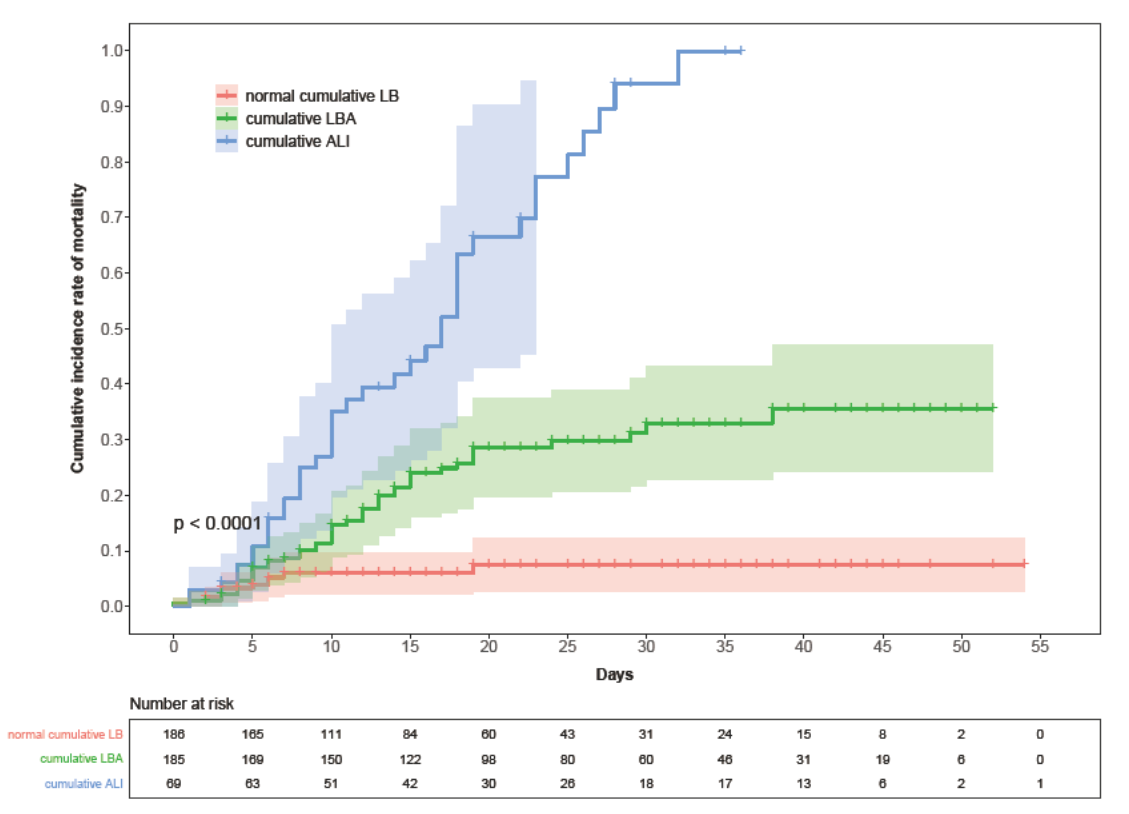 1.0
0.9
0.8
0.7
0.6
0.5
0.4
0.3
0.2
0.1
0.0
Cumulative incidence rate of mortality
normal cumulative LB
cumulative LBA
cumulative ALI
p < 0.0001
0 5 10 15 20 25 30 35 40 45 50 55
Days
Number at risk
normal cumulative LB 186 165 111 84 60 43 31 24 15 8 2 0
cumulative LBA 185 169 150 122 98 80 60 46 31 19 6 0
cumulative ALI 69 63 51 42 30 26 18 17 13 6 2 1